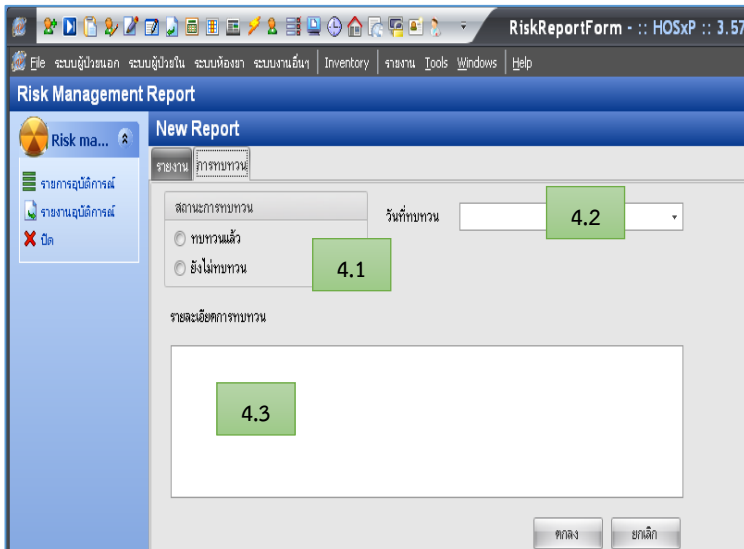 RiskReportForm - :: HOSxP :: 3.57
File ระบบผู้ป่วยนอก ระบบผู้ป่วยใน ระบบห้องยา ระบบงานอื่นๆ Inventory รายงาน Tools Windows Help
Risk Management Report
Risk ma...
รายการอุบัติการณ์
รายงานอุบัติการณ์
ปิด
New Report
รายงาน การทบทวน
สถานะการทบทวน
ทบทวนแล้ว
ยังไม่ทบทวน
4.1
วันที่ทบทวน
4.2
รายละเอียดการทบทวน
4.3
ตกลง ยกเลิก